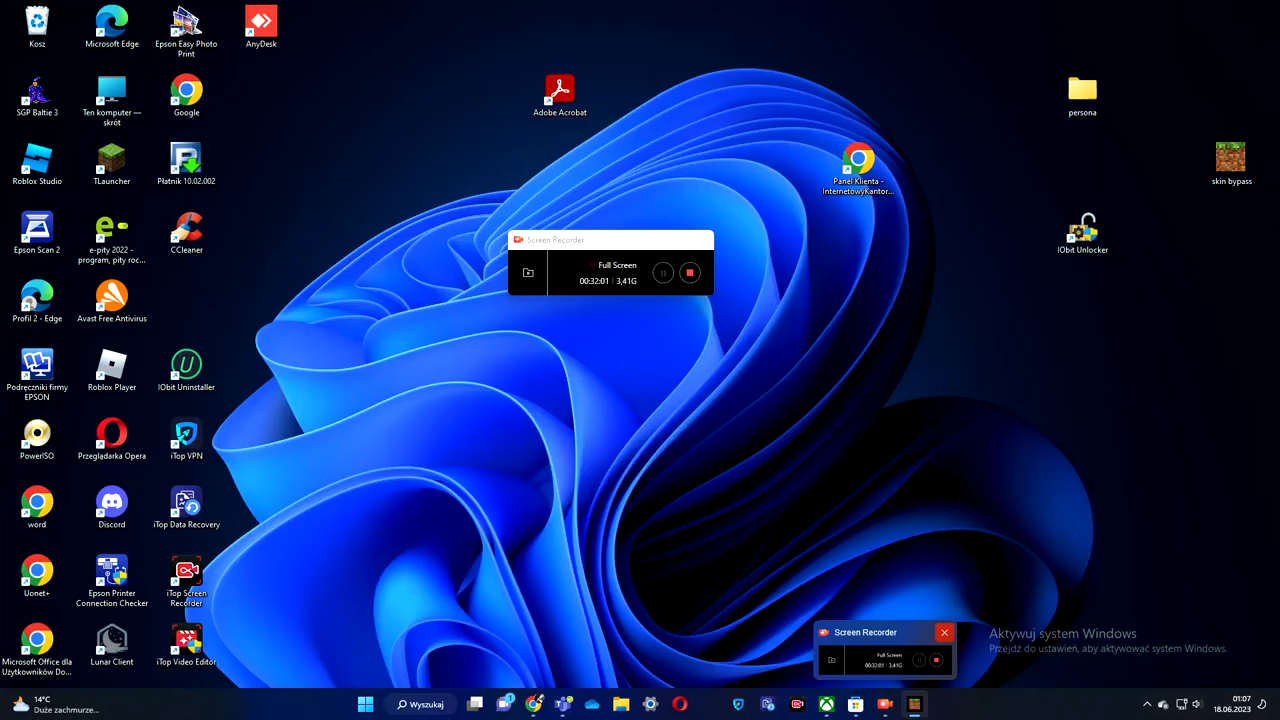 Kosz
Microsoft Edge
Epson Easy Photo
Print
AnyDesk
SGP Baltie 3
Ten komputer —
skrót
Google
Adobe Acrobat
persona
Roblox Studio
TLauncher
Płatnik 10.02.002
Panel Klienta -
InternetowyKantor...
skin bypass
Epson Scan 2
e-pity 2022 -
program, pity roc...
CCleaner
IObit Unlocker
Screen Recorder
Full Screen
00:32:01 | 3,41G
Profil 2 - Edge
Avast Free Antivirus
Podręczniki firmy
EPSON
Roblox Player
IObit Uninstaller
PowerISO
Przeglądarka Opera
iTop VPN
word
Discord
iTop Data Recovery
Uonet+
Epson Printer
Connection Checker
iTop Screen
Recorder
Microsoft Office dla
Użytkowników Do...
Lunar Client
iTop Video Editor
Screen Recorder
Full Screen
00:32:01 | 3,41G
Aktywuj system Windows
Przejdź do ustawień, aby aktywować system Windows.
14°C
Duże zachmurze...
Wyszukaj
1
01:07
18.06.2023